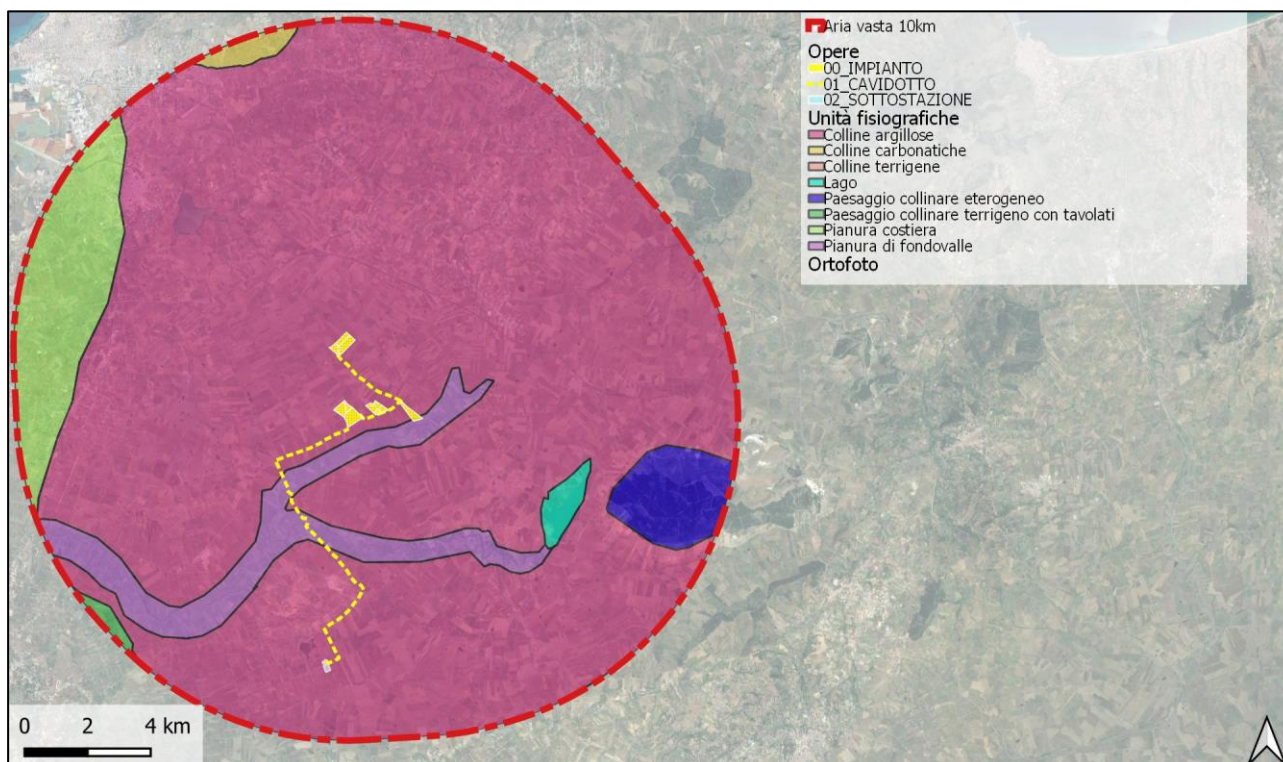 Aria vasta 10km
Opere
00_IMPIANTO
01_CAVIDOTTO
02_SOTTOSTAZIONE
Unità fisiografiche
Colline argillose
Colline carbonatiche
Colline terrigene
Lago
Paesaggio collinare eterogeneo
Paesaggio collinare terrigeno con tavolati
Pianura costiera
Pianura di fondovalle
Ortofoto
0 2 4 km